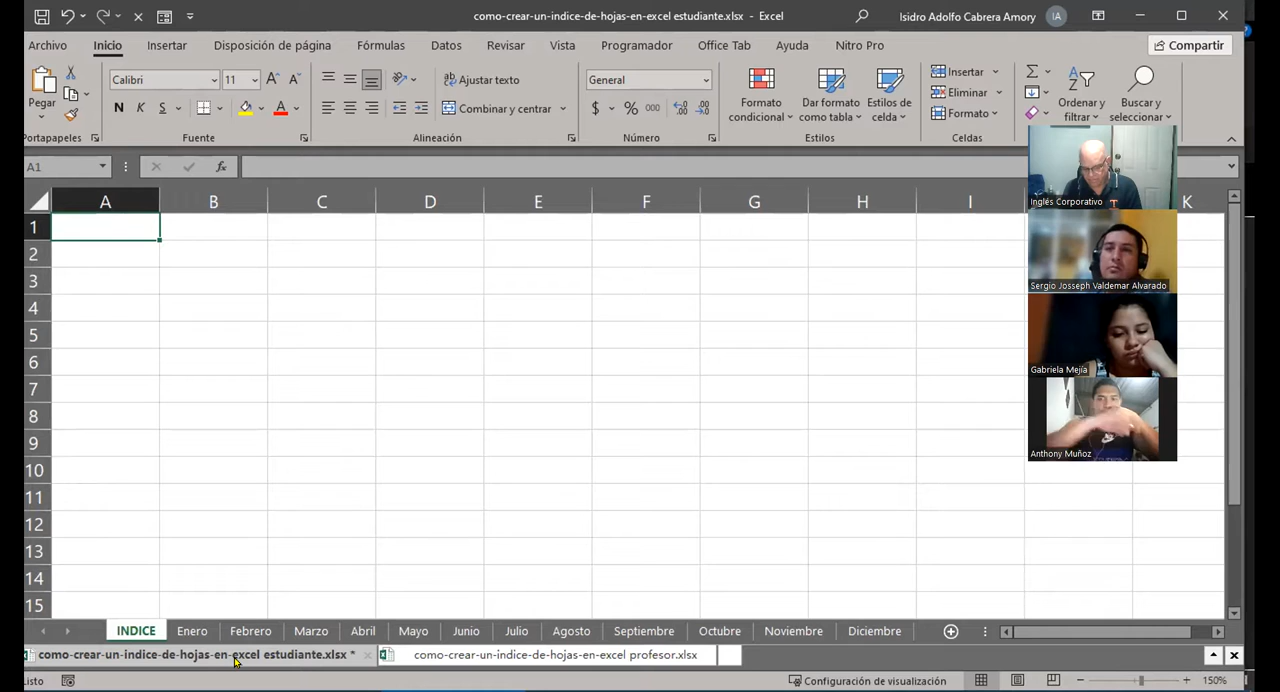 como-crear-un-indice-de-hojas-en-excel estudiante.xlsx - Excel
Isidro Adolfo Cabrera Amory
IA
Archivo Inicio Insertar Disposición de página Fórmulas Datos Revisar Vista Programador Office Tab Ayuda Nitro Pro
Compartir
Calibri 11
Ajustar texto
General
Insertar
Pegar
Formato condicional
Dar formato como tabla
Estilos de celda
Eliminar
Ordenar y filtrar
Buscar y seleccionar
N K S
Combinar y centrar
$ % 000
Formato
Portapapeles Fuente Alineación Número Estilos Celdas
A1
fx
Inglés Corporativo
A B C D E F G H I K
1
2
3
Sergio Josseph Valdemar Alvarado
4
5
6
Gabriela Mejía
7
8
9
Anthony Muñoz
10
11
12
13
14
15
INDICE Enero Febrero Marzo Abril Mayo Junio Julio Agosto Septiembre Octubre Noviembre Diciembre
como-crear-un-indice-de-hojas-en-excel estudiante.xlsx *
como-crear-un-indice-de-hojas-en-excel profesor.xlsx
Listo
Configuración de visualización
150%